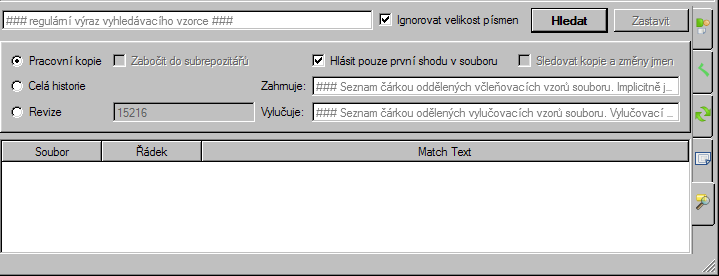 ### regulární výraz vyhledávacího vzorce ### Ignorovat velikost písmen Hledat Zastavit
Pracovní kopie Zabočit do subrepozitářů Hlásit pouze první shodu v souboru Sledovat kopie a změny jmen
Celá historie Zahrnuje: ### Seznam čárkou oddělených včleňovacích vzorů souboru. Implicitně j...
Revize 15216 Vylučuje: ### Seznam čárkou oddělených vylučovacích vzorů souboru. Vylučovací ...
Soubor Řádek Match Text